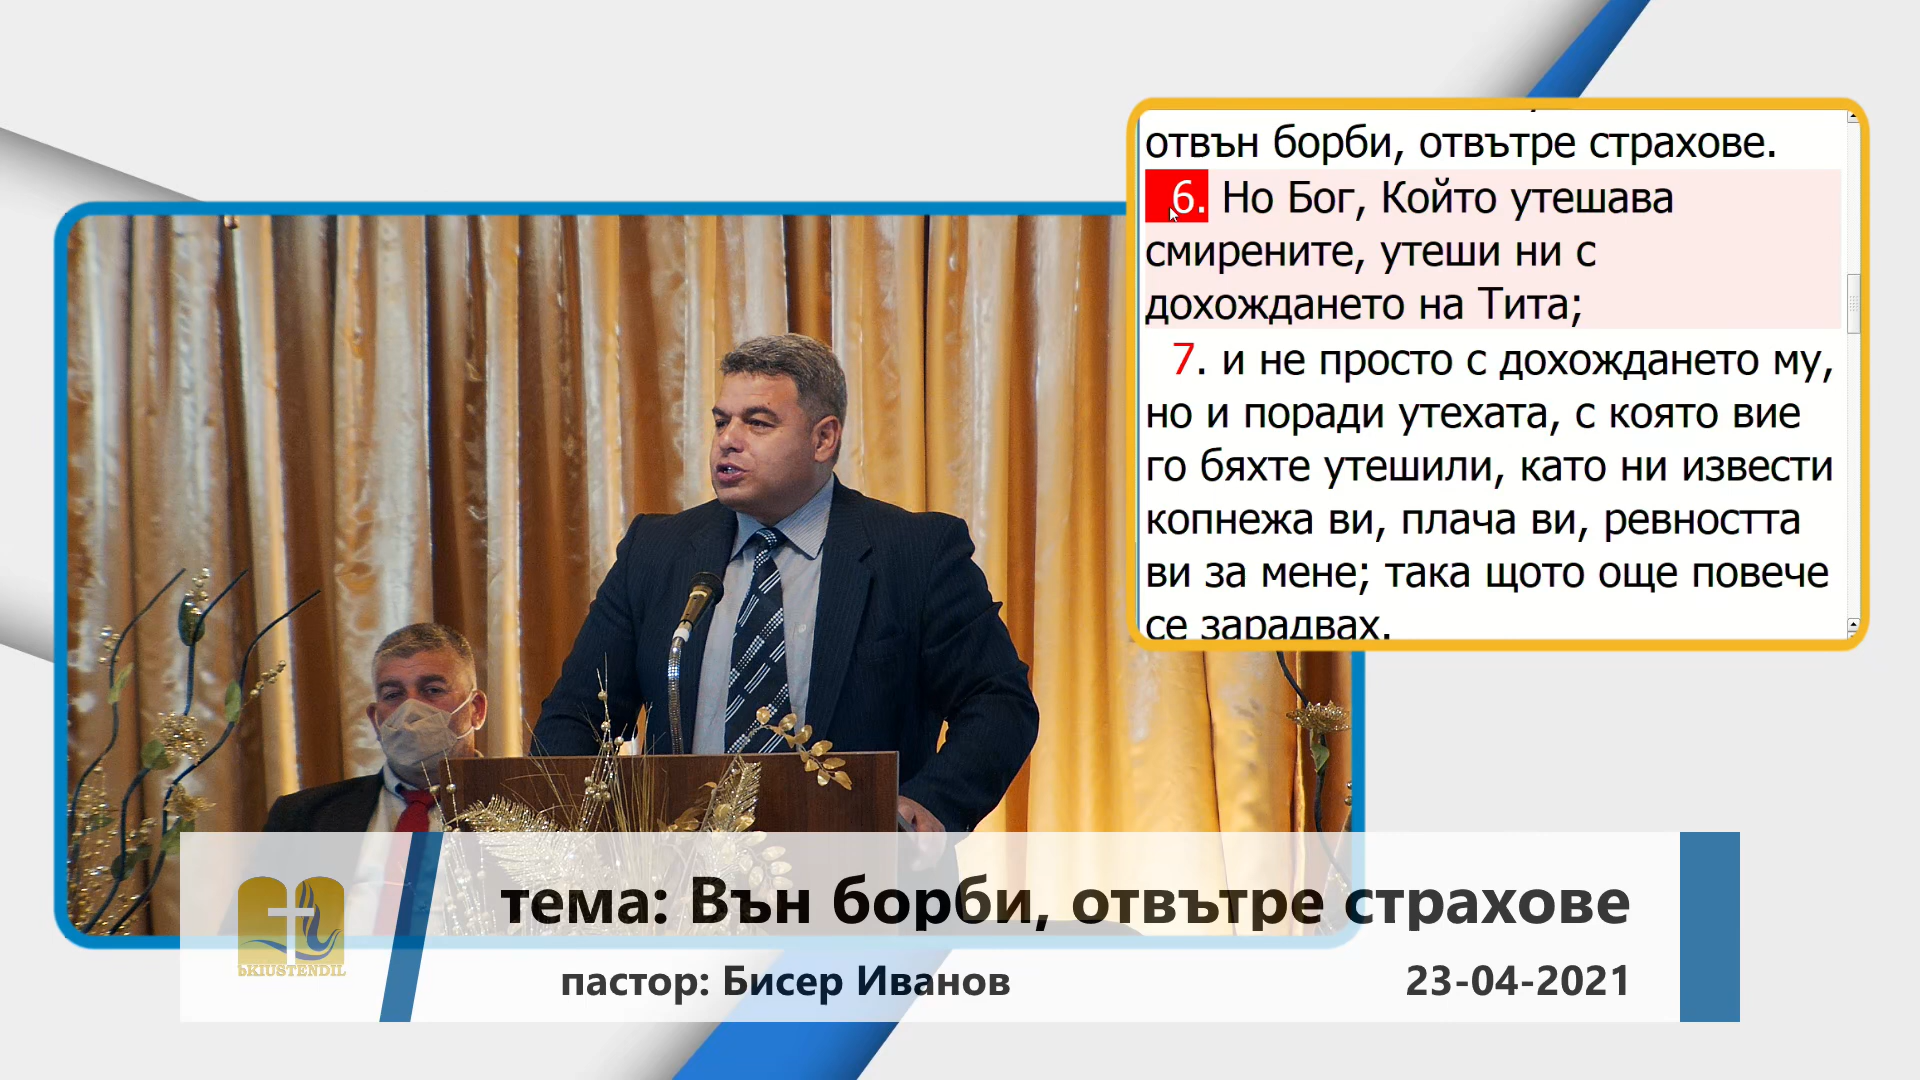 отвън борби, отвътре страхове.
6. Но Бог, Който утешава
смирените, утеши ни с
дохождането на Тита;
7. и не просто с дохождането му,
но и поради утехата, с която вие
го бяхте утешили, като ни извести
копнежа ви, плача ви, ревността
ви за мене; така щото още повече
се зарадвах.
тема: Вън борби, отвътре страхове
ЬKIUSTENDIL
пастор: Бисер Иванов
23-04-2021